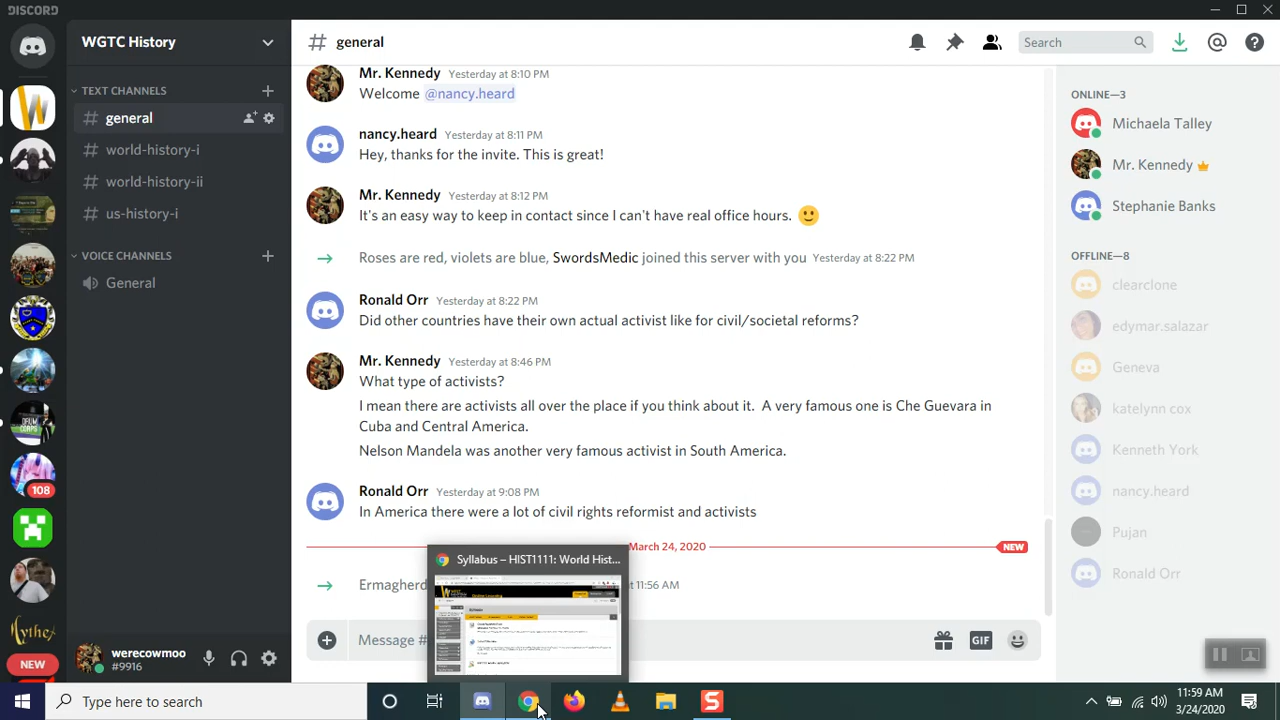 DISCORD
WGTC History
# general
Search
TEXT CHANNELS
# general
# world-history-i
# world-history-ii
# us-history-i
VOICE CHANNELS
General
Mr. Kennedy Yesterday at 8:10 PM
Welcome @nancy.heard
nancy.heard Yesterday at 8:11 PM
Hey, thanks for the invite. This is great!
Mr. Kennedy Yesterday at 8:12 PM
It's an easy way to keep in contact since I can't have real office hours.
Roses are red, violets are blue, SwordsMedic joined this server with you Yesterday at 8:22 PM
Ronald Orr Yesterday at 8:22 PM
Did other countries have their own actual activist like for civil/societal reforms?
Mr. Kennedy Yesterday at 8:46 PM
What type of activists?
I mean there are activists all over the place if you think about it. A very famous one is Che Guevara in
Cuba and Central America.
Nelson Mandela was another very famous activist in South America.
Ronald Orr Yesterday at 9:08 PM
In America there were a lot of civil rights reformist and activists
March 24, 2020
NEW
Syllabus – HIST1111: World Hist...
Ermagherd
at 11:56 AM
Message #
GIF
ONLINE—3
Michaela Talley
Mr. Kennedy
Stephanie Banks
OFFLINE—8
clearclone
edymar.salazar
Geneva
katelynn cox
Kenneth York
nancy.heard
Pujan
Ronald Orr
108
NEW
werecowmoo
#9896
Type here to search
11:59 AM
3/24/2020